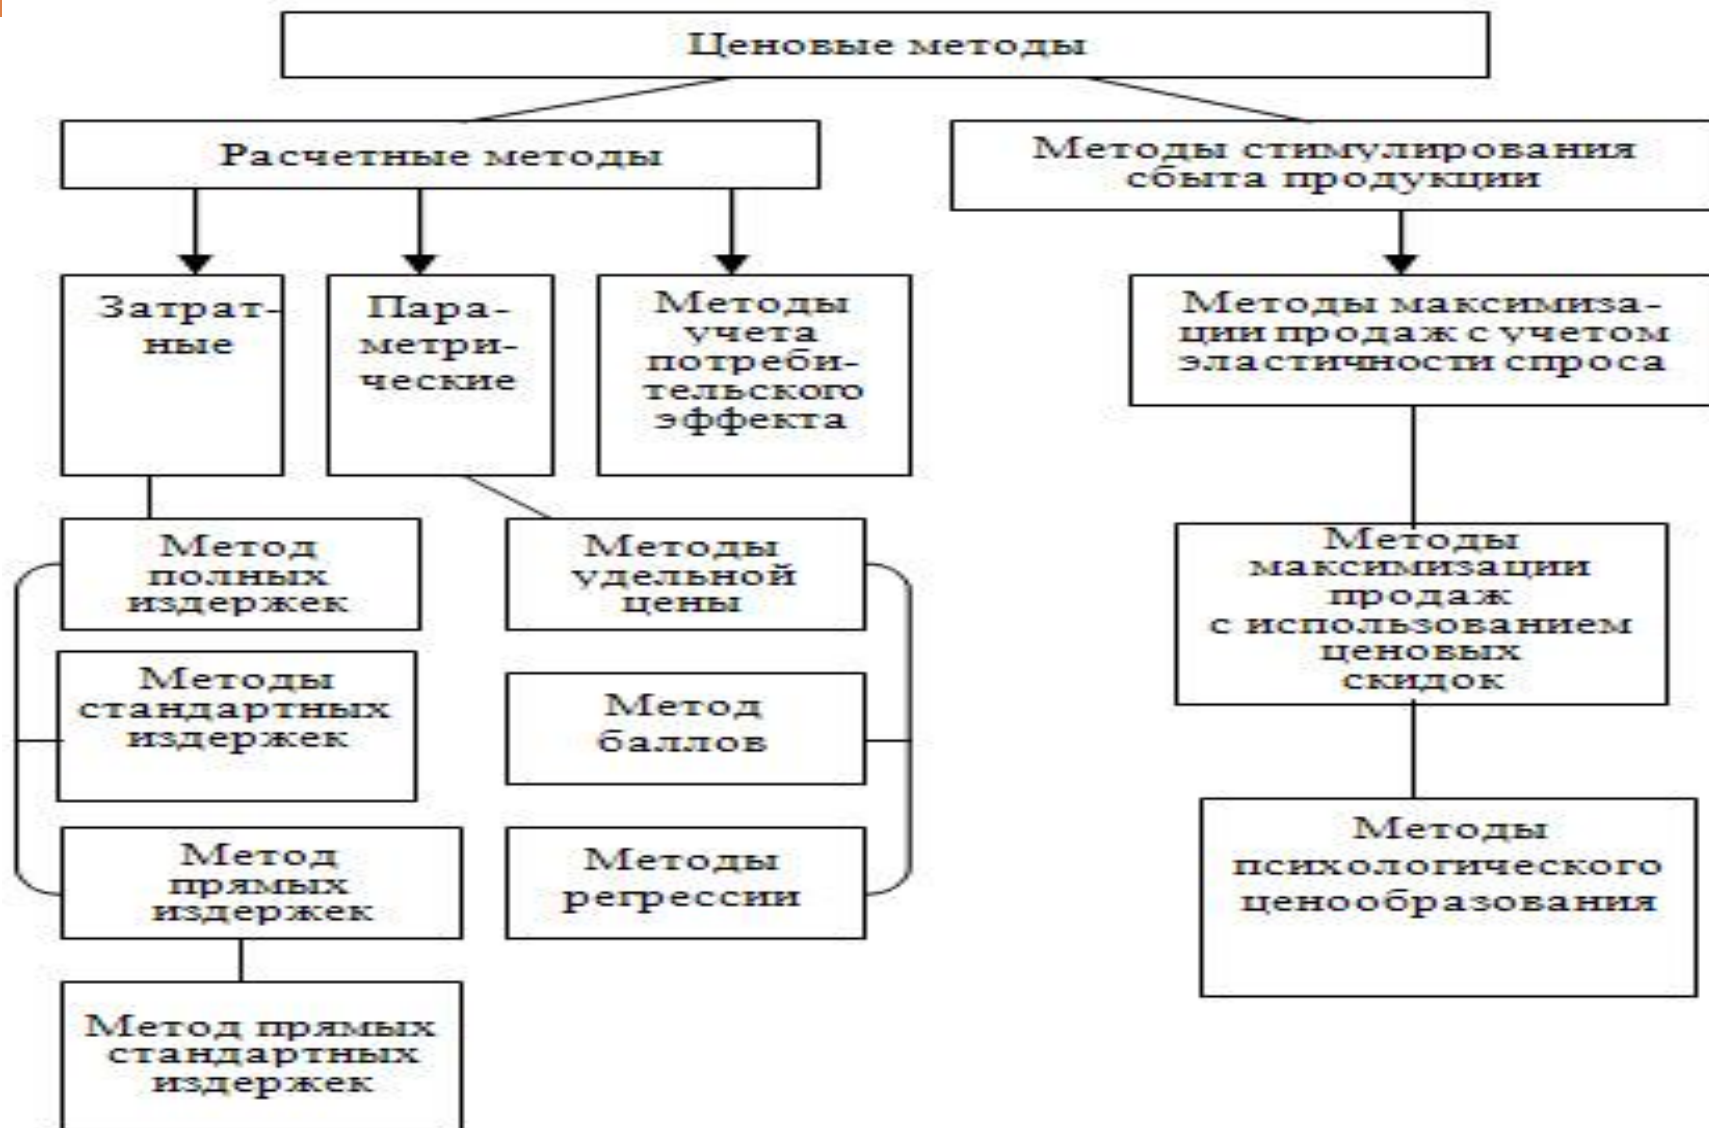 Ценовые методы
Расчетные методы
Методы стимулирования
сбыта продукции
Затрат-
ные
Пара-
метри-
ческие
Методы
учета
потреби-
тельского
эффекта
Методы максимиза-
ции продаж с учетом
эластичности спроса
Метод
полных
издержек
Методы
удельной
цены
Методы
максимизации
продаж
с использованием
ценовых
скидок
Методы
стандартных
издержек
Метод
баллов
Метод
прямых
издержек
Методы
регрессии
Методы
психологического
ценообразования
Метод прямых
стандартных
издержек